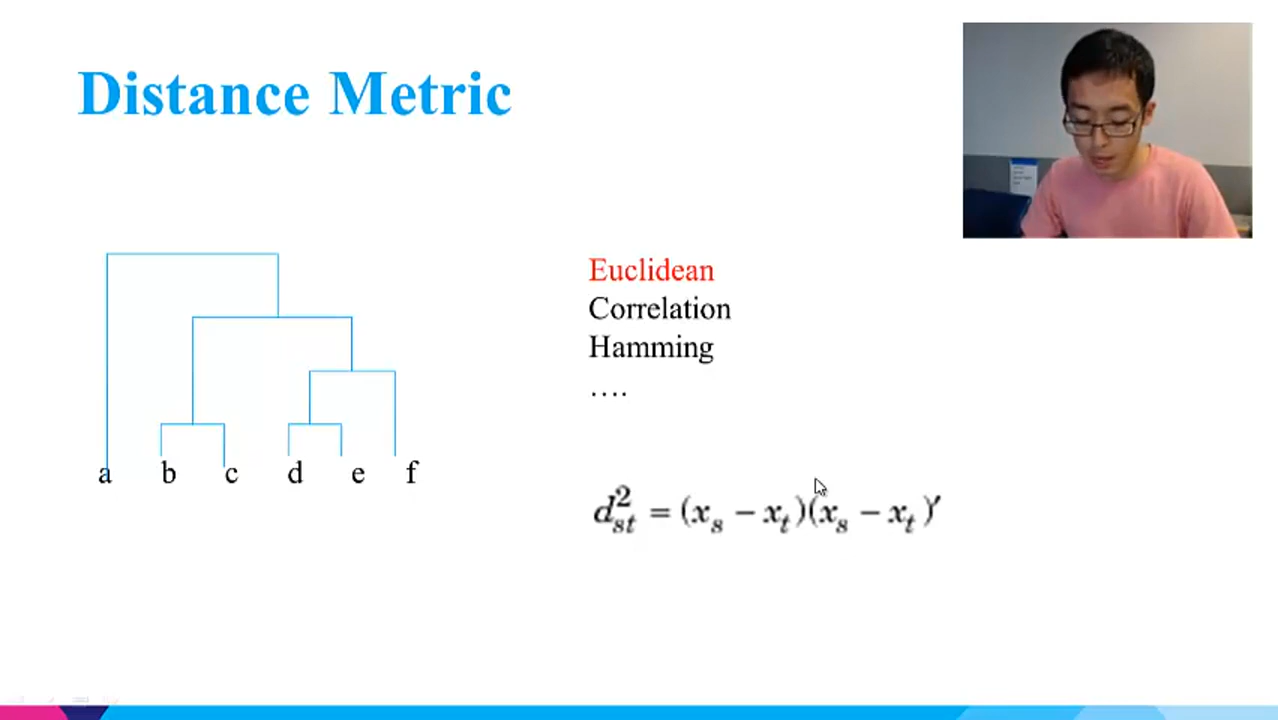 Distance Metric
Euclidean
Correlation
Hamming
….
a b c d e f
d²ₛₜ = (xₛ − xₜ)(xₛ − xₜ)′